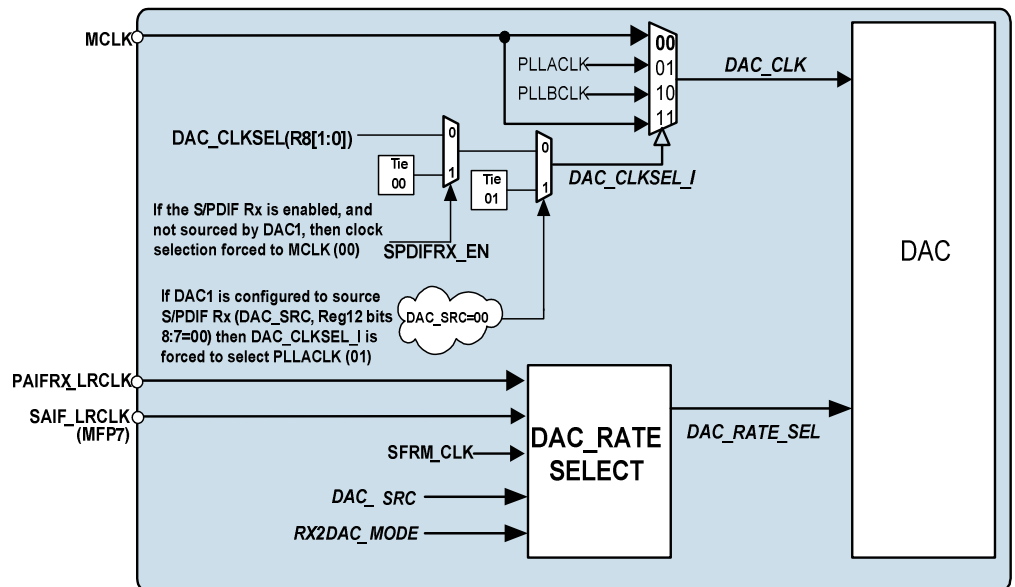 MCLK
00
PLLACLK
01
DAC_CLK
PLLBCLK
10
11
DAC_CLKSEL(R8[1:0])
0
Tie
00
1
0
Tie
01
1
DAC_CLKSEL_I
If the S/PDIF Rx is enabled, and
not sourced by DAC1, then clock
selection forced to MCLK (00)
SPDIFRX_EN
DAC
If DAC1 is configured to source
S/PDIF Rx (DAC_SRC, Reg12 bits
8:7=00) then DAC_CLKSEL_I is
forced to select PLLACLK (01)
DAC_SRC=00
PAIFRX_LRCLK
SAIF_LRCLK
(MFP7)
SFRM_CLK
DAC_ SRC
RX2DAC_MODE
DAC_RATE
SELECT
DAC_RATE_SEL